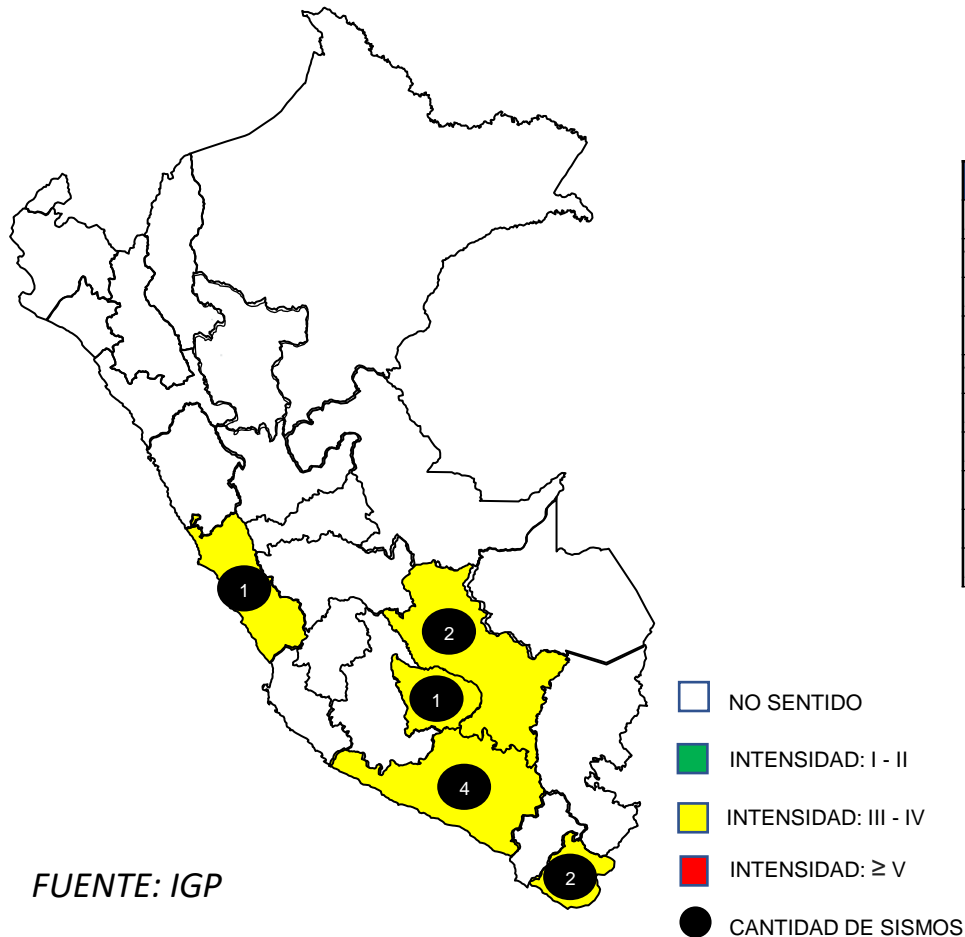 1
2
1
4
2
NO SENTIDO
INTENSIDAD: I - II
INTENSIDAD: III - IV
INTENSIDAD: ≥ V
CANTIDAD DE SISMOS
FUENTE: IGP